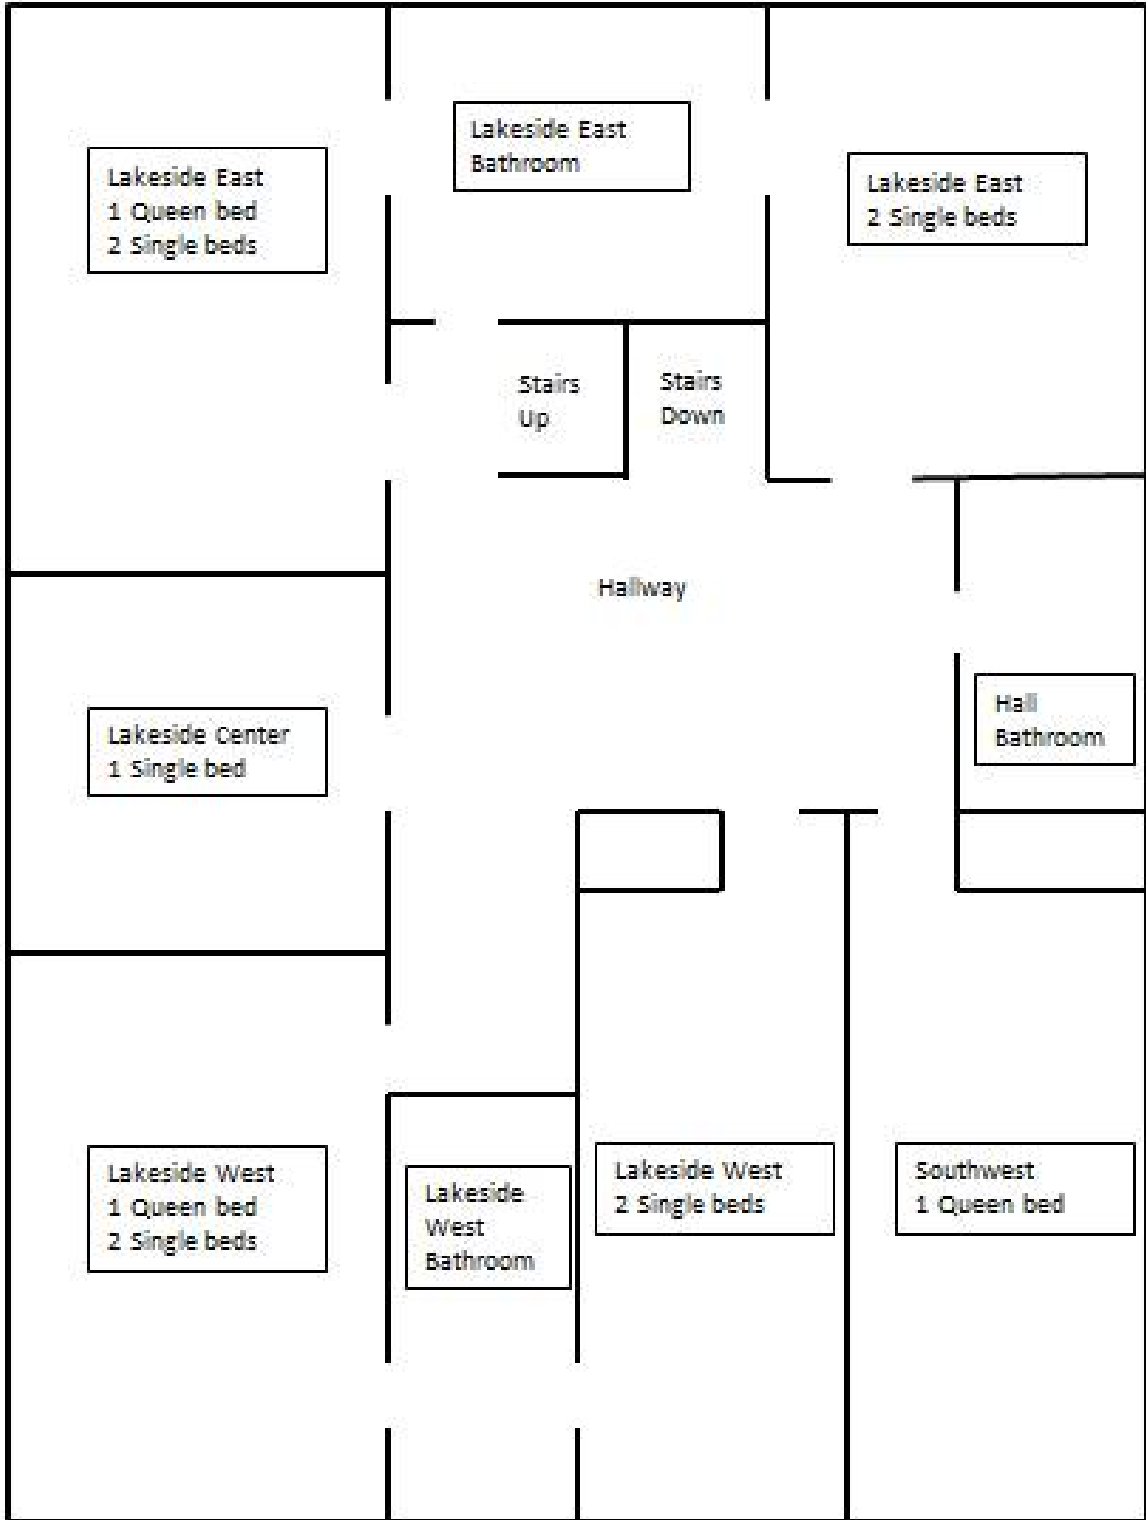 Lakeside East
Bathroom
Lakeside East
1 Queen bed
2 Single beds
Lakeside East
2 Single beds
Stairs
Up
Stairs
Down
Hallway
Hall
Bathroom
Lakeside Center
1 Single bed
Lakeside West
1 Queen bed
2 Single beds
Lakeside
West
Bathroom
Lakeside West
2 Single beds
Southwest
1 Queen bed